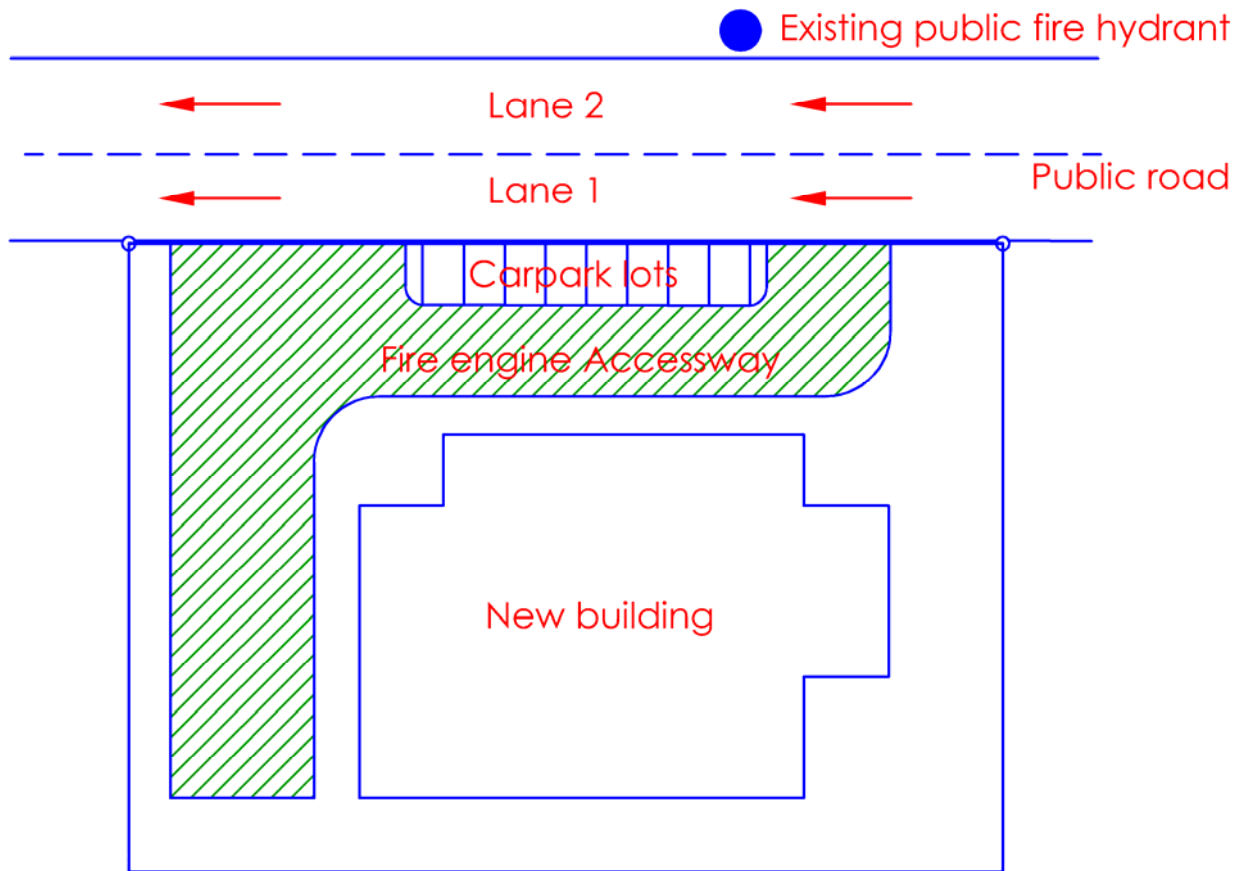 Existing public fire hydrant
Lane 2
Public road
Lane 1
Carpark lots
Fire engine Accessway
New building